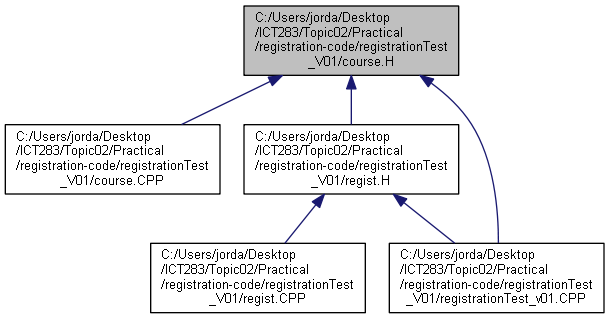 C:/Users/jorda/Desktop
/ICT283/Topic02/Practical
/registration-code/registrationTest
_V01/course.H
C:/Users/jorda/Desktop
/ICT283/Topic02/Practical
/registration-code/registrationTest
_V01/course.CPP
C:/Users/jorda/Desktop
/ICT283/Topic02/Practical
/registration-code/registrationTest
_V01/regist.H
C:/Users/jorda/Desktop
/ICT283/Topic02/Practical
/registration-code/registrationTest
_V01/regist.CPP
C:/Users/jorda/Desktop
/ICT283/Topic02/Practical
/registration-code/registrationTest
_V01/registrationTest_v01.CPP